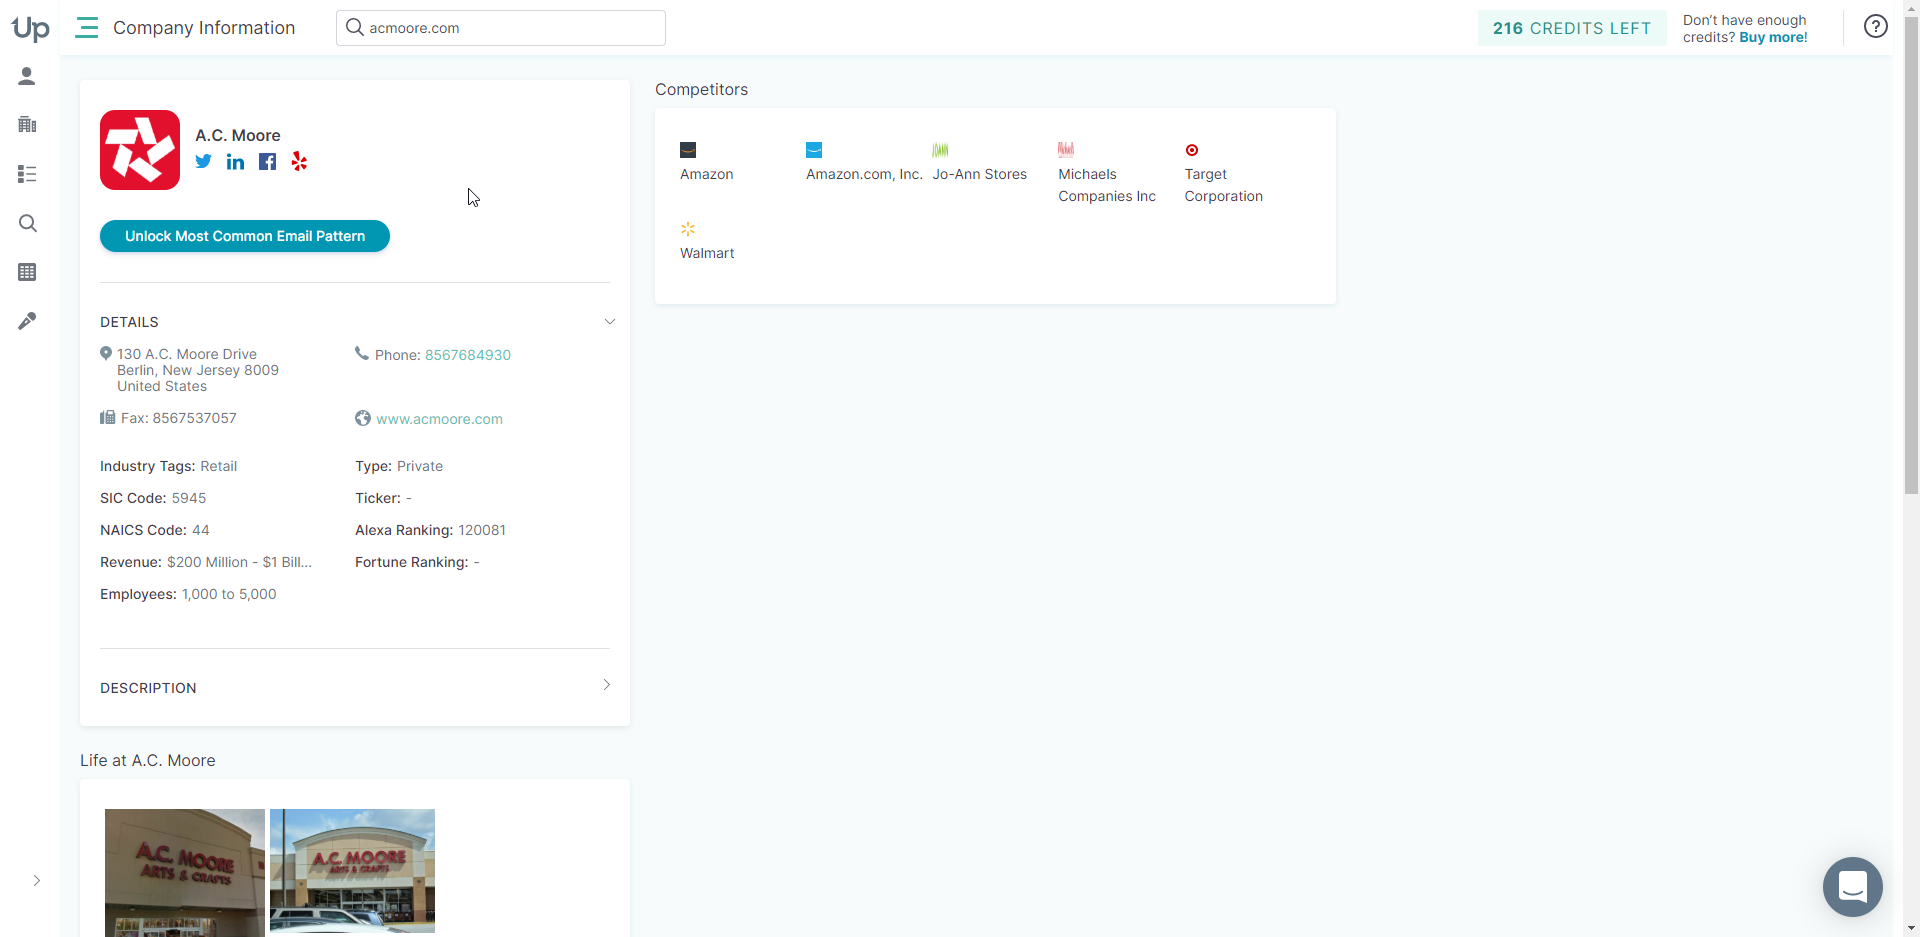 Up
Company Information
acmoore.com
216 CREDITS LEFT
Don't have enough
credits? Buy more!
?
A.C. Moore
Unlock Most Common Email Pattern
DETAILS
130 A.C. Moore Drive
Berlin, New Jersey 8009
United States
Phone: 8567684930
Fax: 8567537057
www.acmoore.com
Industry Tags: Retail
Type: Private
SIC Code: 5945
Ticker: -
NAICS Code: 44
Alexa Ranking: 120081
Revenue: $200 Million - $1 Bill...
Fortune Ranking: -
Employees: 1,000 to 5,000
DESCRIPTION
Life at A.C. Moore
A.C. MOORE
ARTS & CRAFTS
A.C. MOORE
ARTS & CRAFTS
Competitors
Amazon
Amazon.com, Inc.
JOANN
Jo-Ann Stores
Michaels
Michaels
Companies Inc
Target
Corporation
Walmart